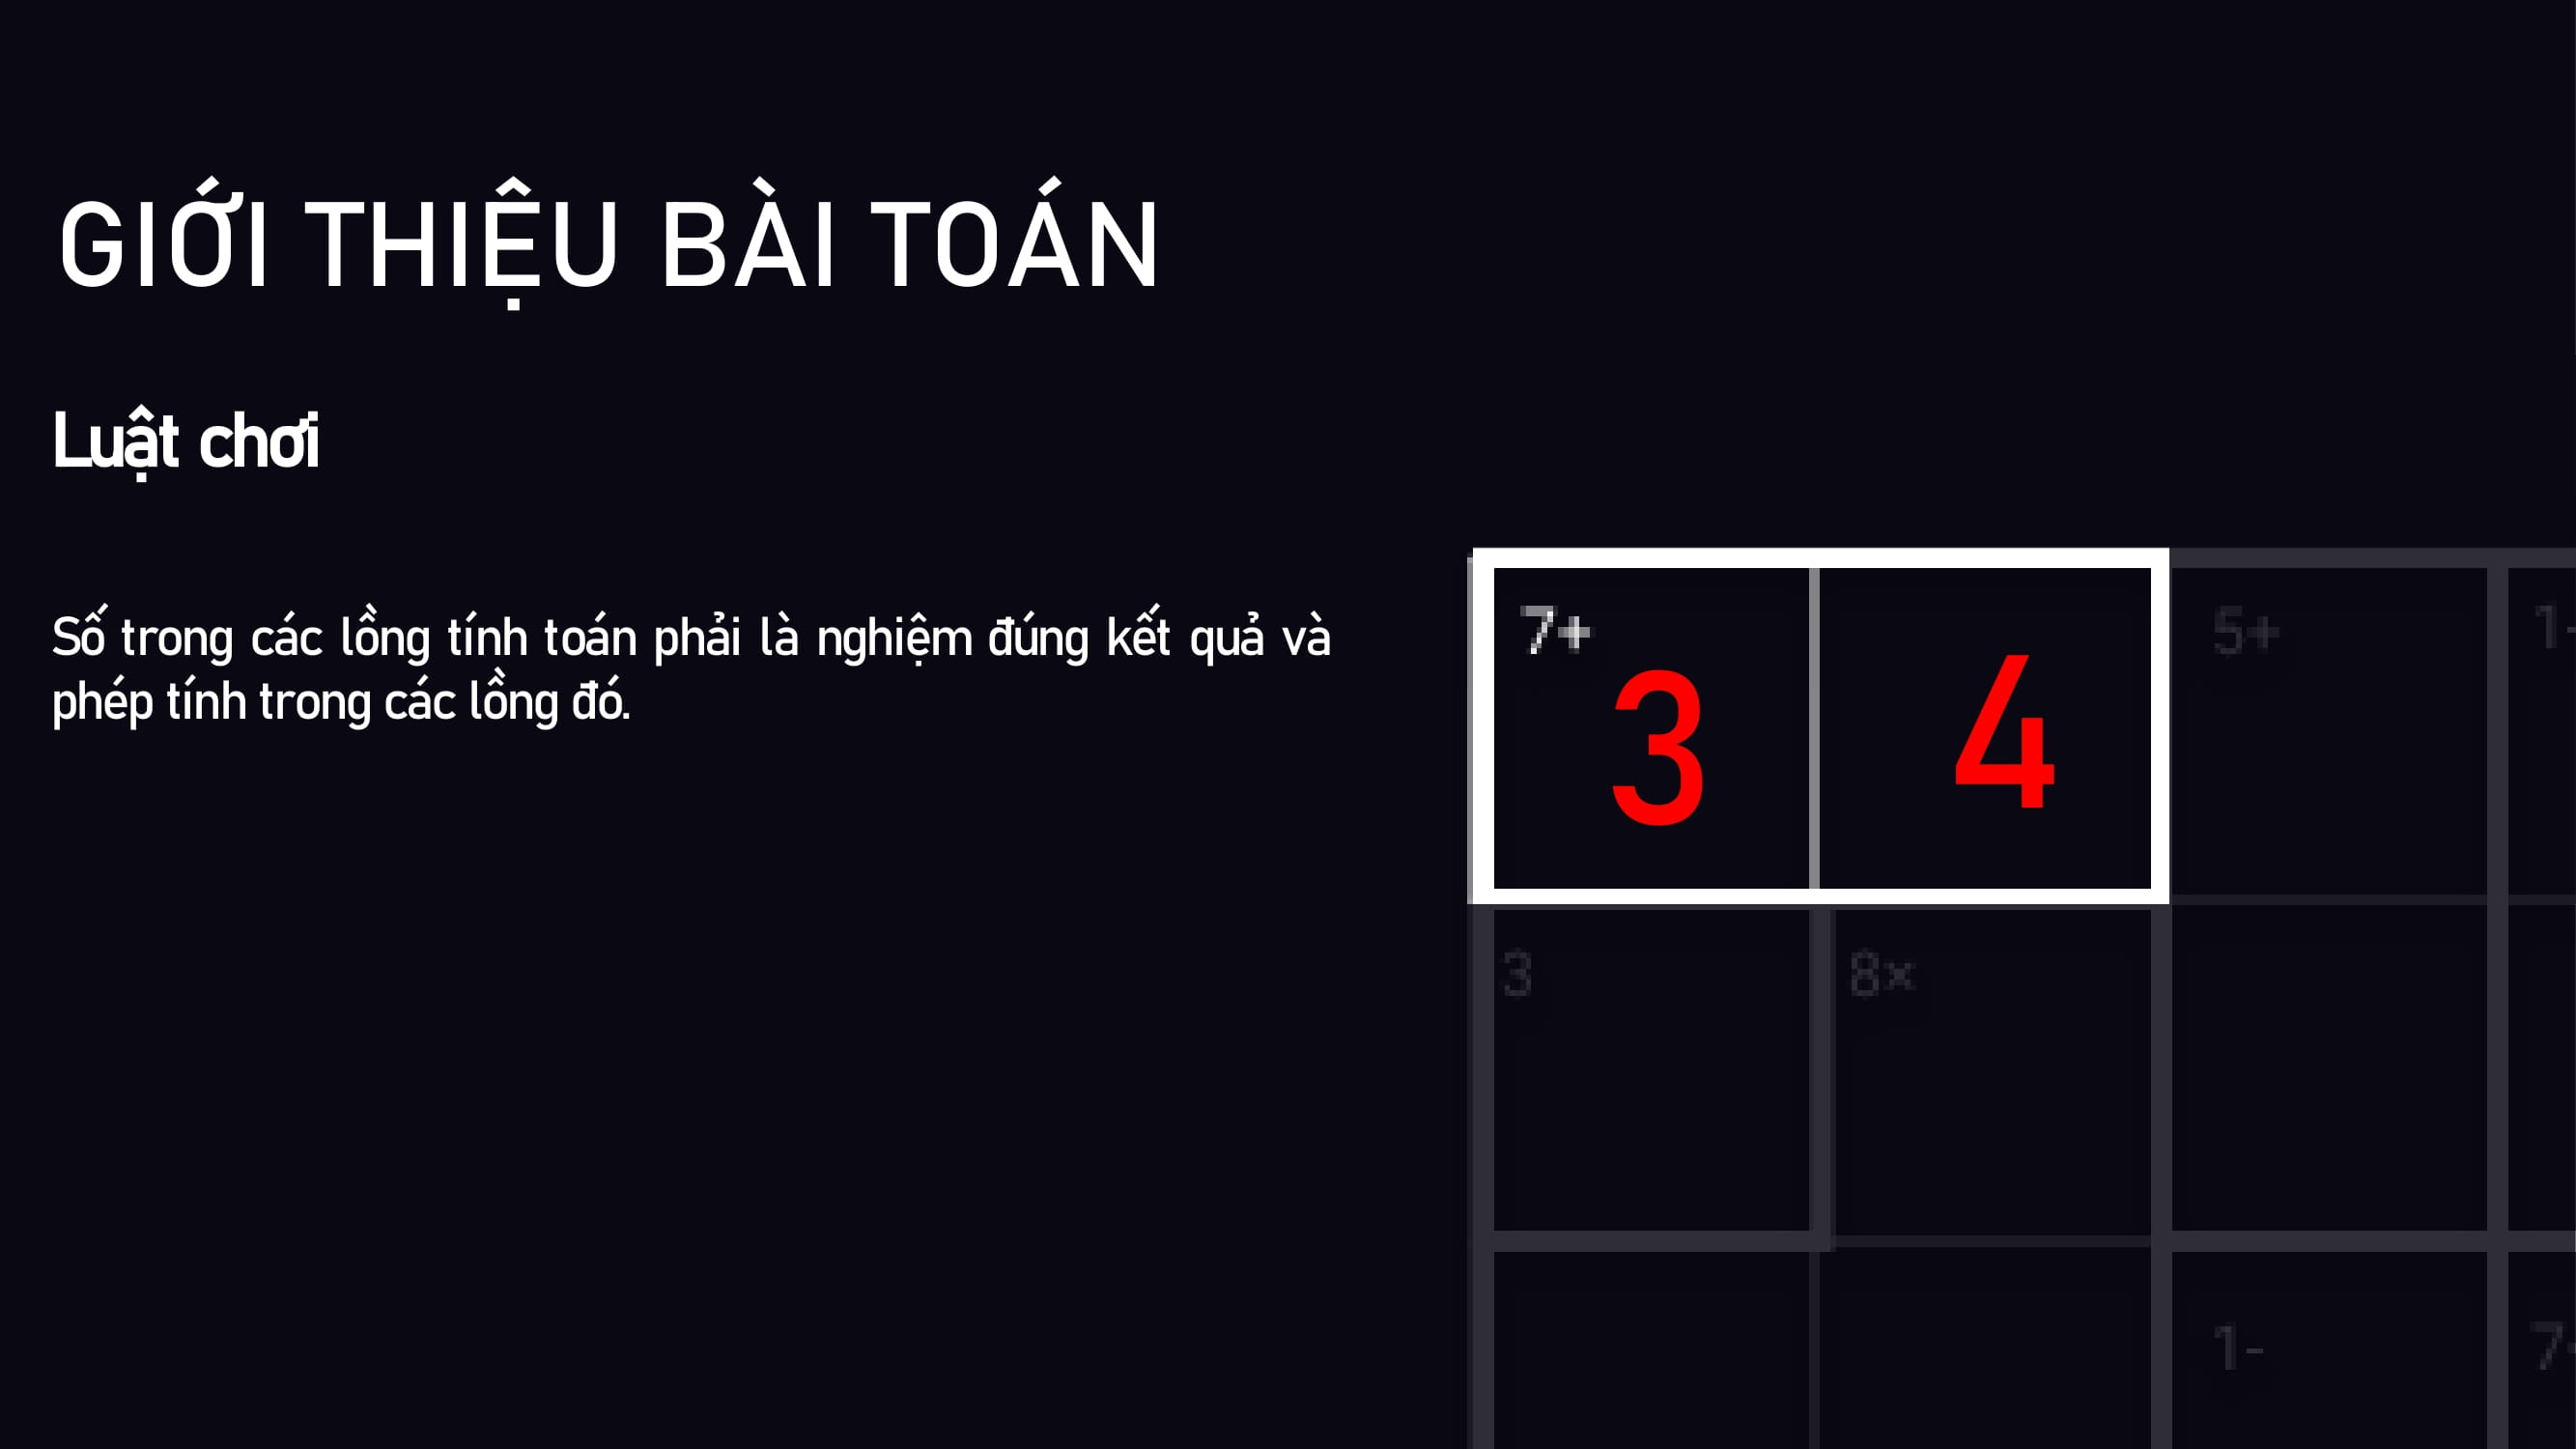 GIỚI THIỆU BÀI TOÁN
Luật chơi
Số trong các lồng tính toán phải là nghiệm đúng kết quả và
phép tính trong các lồng đó.
7+ 5+ 1-
3 4
3 8×
1- 7